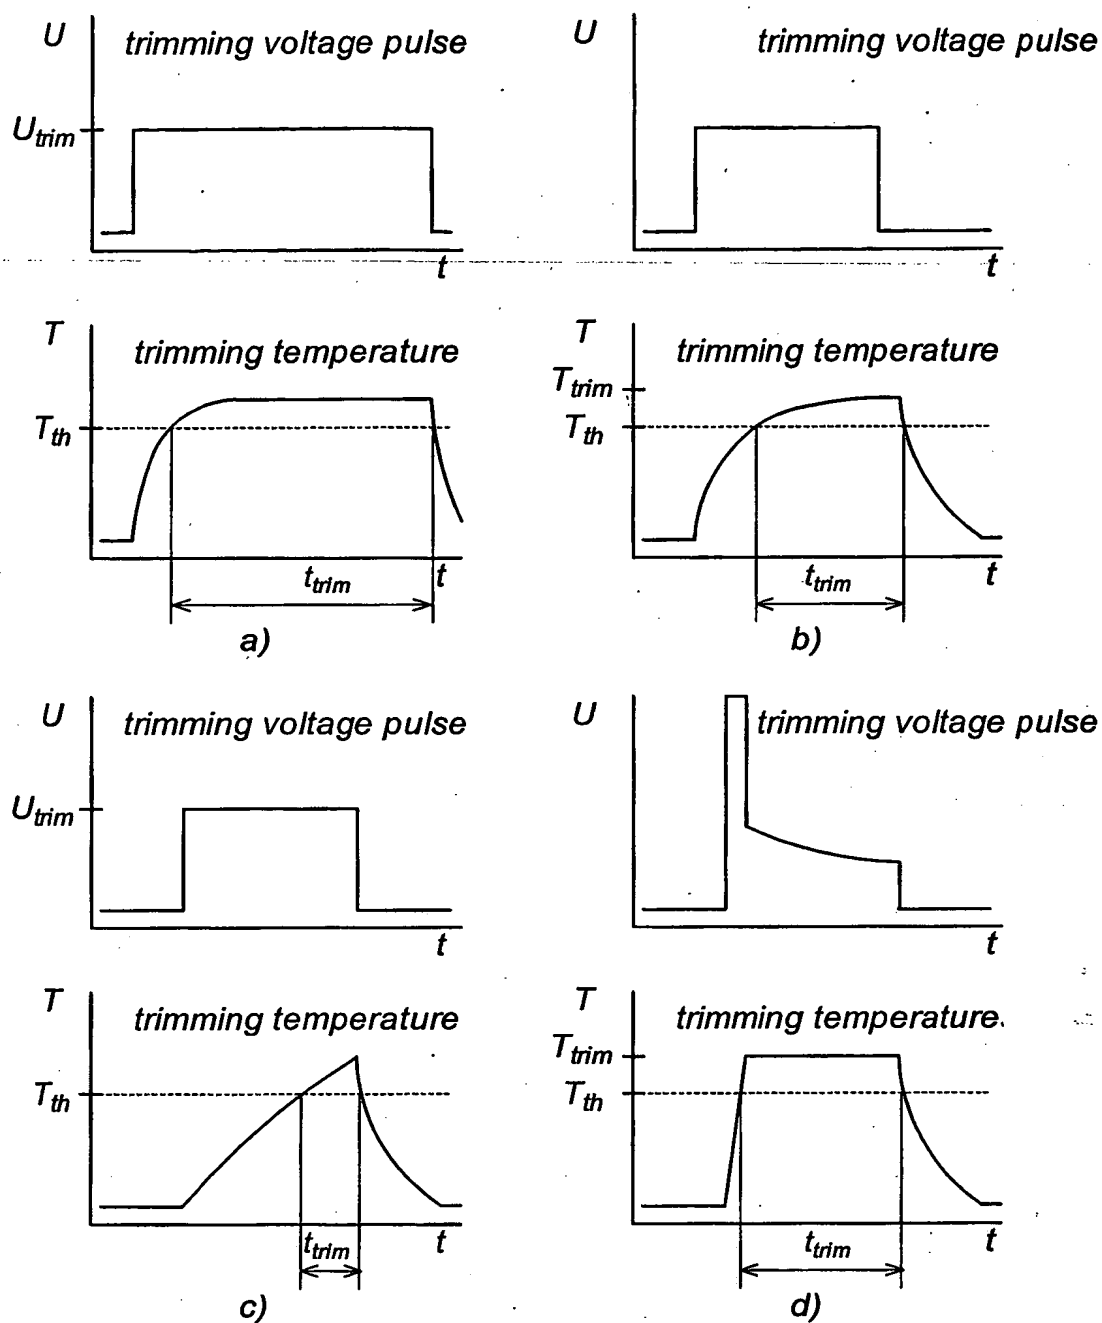 U trimming voltage pulse
U_trim
t
T trimming temperature
T_th
t_trim t
a)
U trimming voltage pulse
t
T
trimming temperature
T_trim
T_th
t_trim t
b)
U trimming voltage pulse
U_trim
t
T trimming temperature
T_th
t_trim t
c)
U trimming voltage pulse
t
T trimming temperature
T_trim
T_th
t_trim t
d)